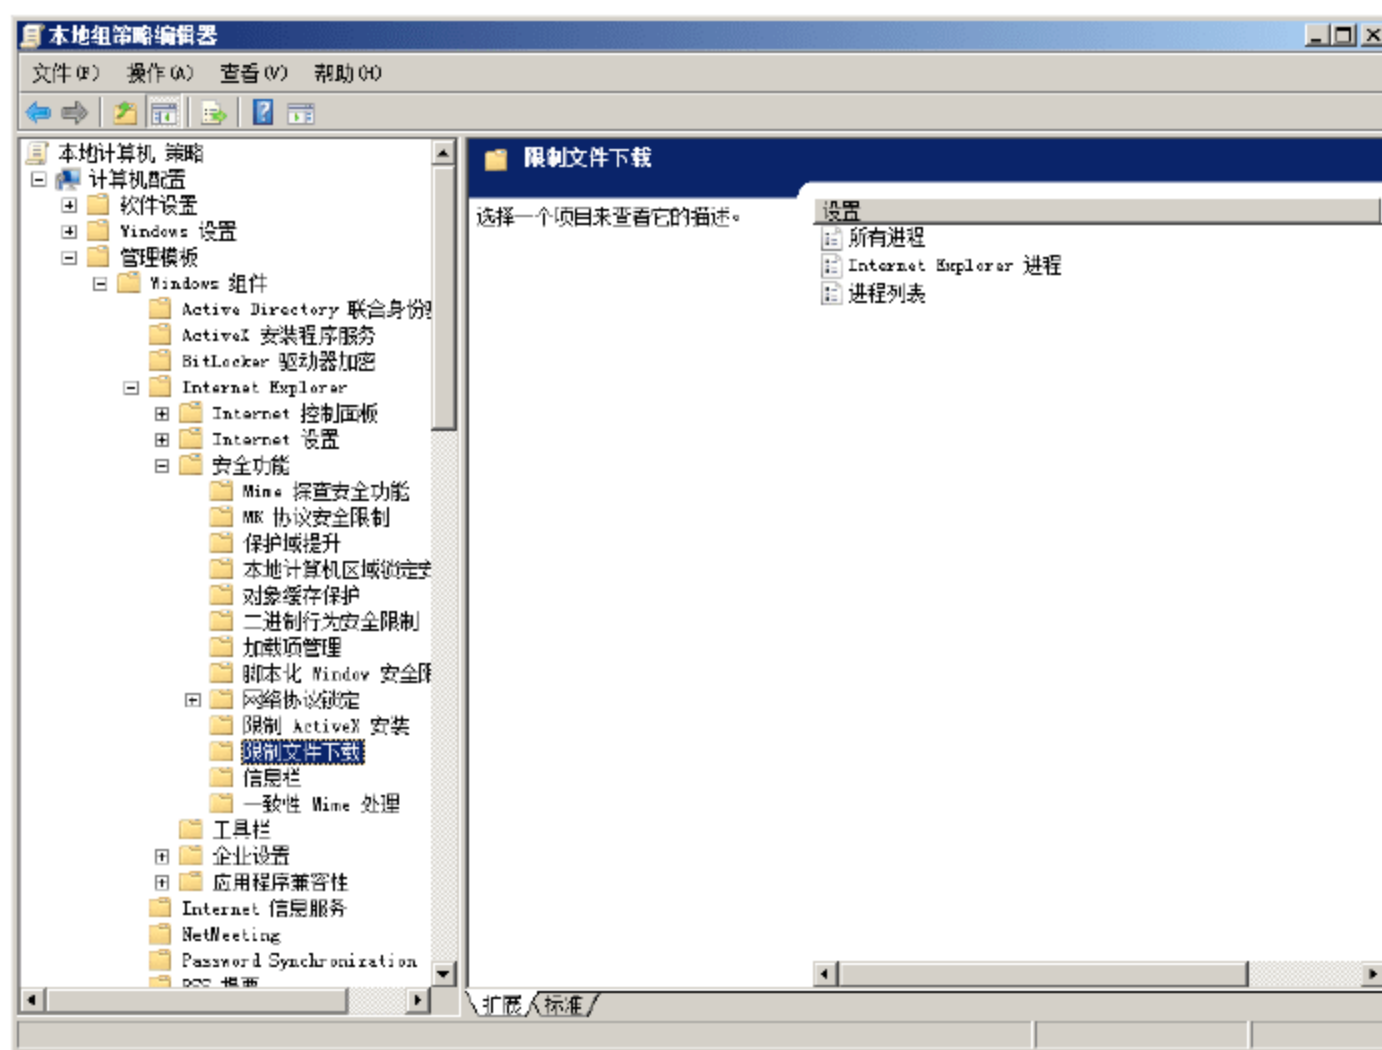 本地组策略编辑器
文件(F) 操作(A) 查看(V) 帮助(H)
本地计算机 策略
计算机配置
软件设置
Windows 设置
管理模板
Windows 组件
Active Directory 联合身份
ActiveX 安装程序服务
BitLocker 驱动器加密
Internet Explorer
Internet 控制面板
Internet 设置
安全功能
Mime 探查安全功能
MK 协议安全限制
保护域提升
本地计算机区域锁定安
对象缓存保护
二进制行为安全限制
加载项管理
脚本化 Window 安全限
网络协议锁定
限制 ActiveX 安装
限制文件下载
信息栏
一致性 Mime 处理
工具栏
企业设置
应用程序兼容性
Internet 信息服务
NetMeeting
Password Synchronization
RSS 提要
限制文件下载
选择一个项目来查看它的描述。
设置
所有进程
Internet Explorer 进程
进程列表
扩展 标准